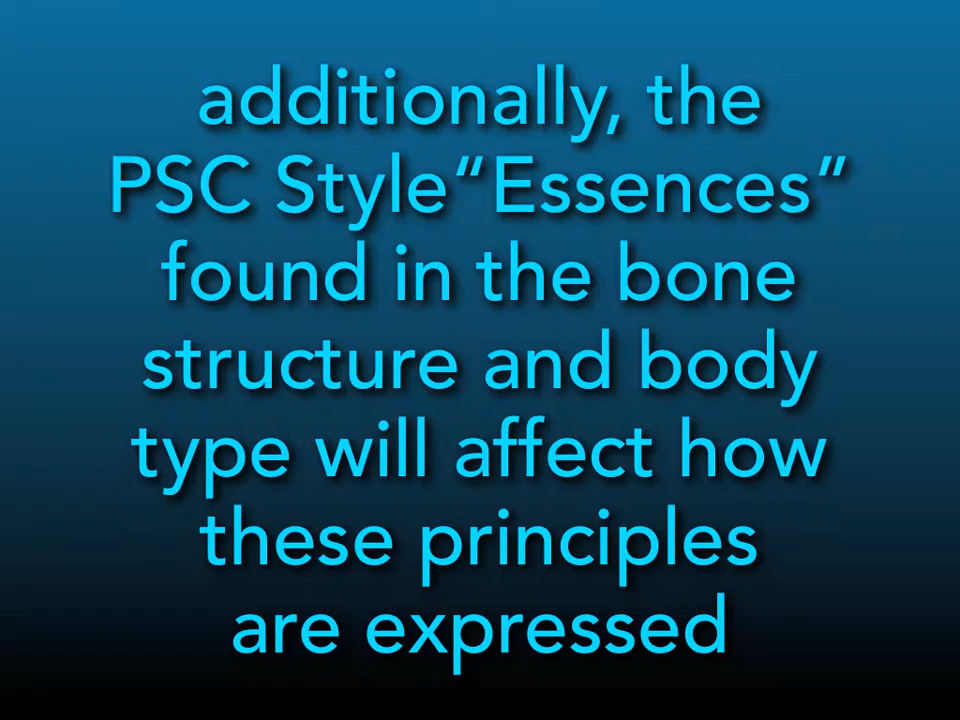 additionally, the
PSC Style“Essences”
found in the bone
structure and body
type will affect how
these principles
are expressed